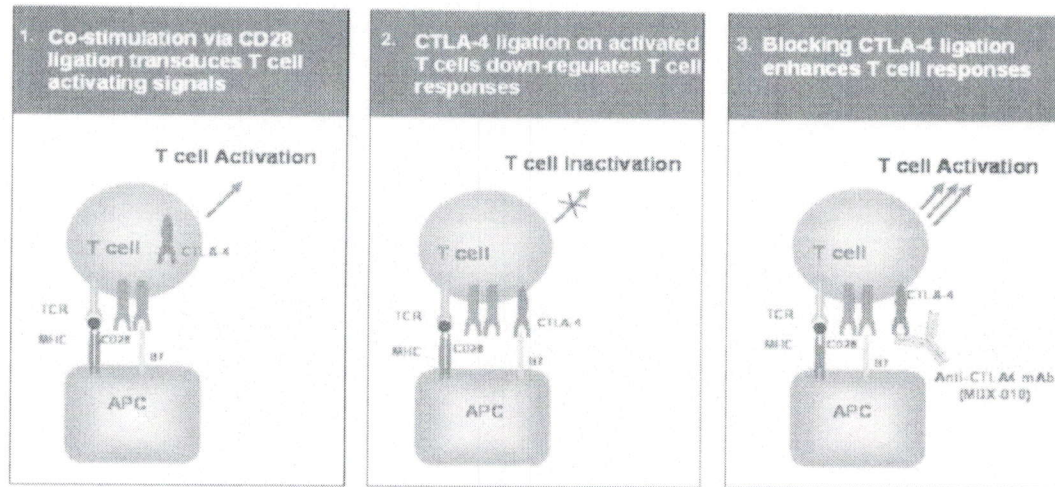 1. Co-stimulation via CD28
ligation transduces T cell
activating signals
T cell Activation
T cell
CTLA-4
TCR
MHC
CD28
B7
APC
2. CTLA-4 ligation on activated
T cells down-regulates T cell
responses
T cell Inactivation
T cell
TCR
CTLA-4
MHC
CD28
B7
APC
3. Blocking CTLA-4 ligation
enhances T cell responses
T cell Activation
T cell
CTLA-4
TCR
MHC
CD28
B7
Anti-CTLA4 mAb
(MDX-010)
APC